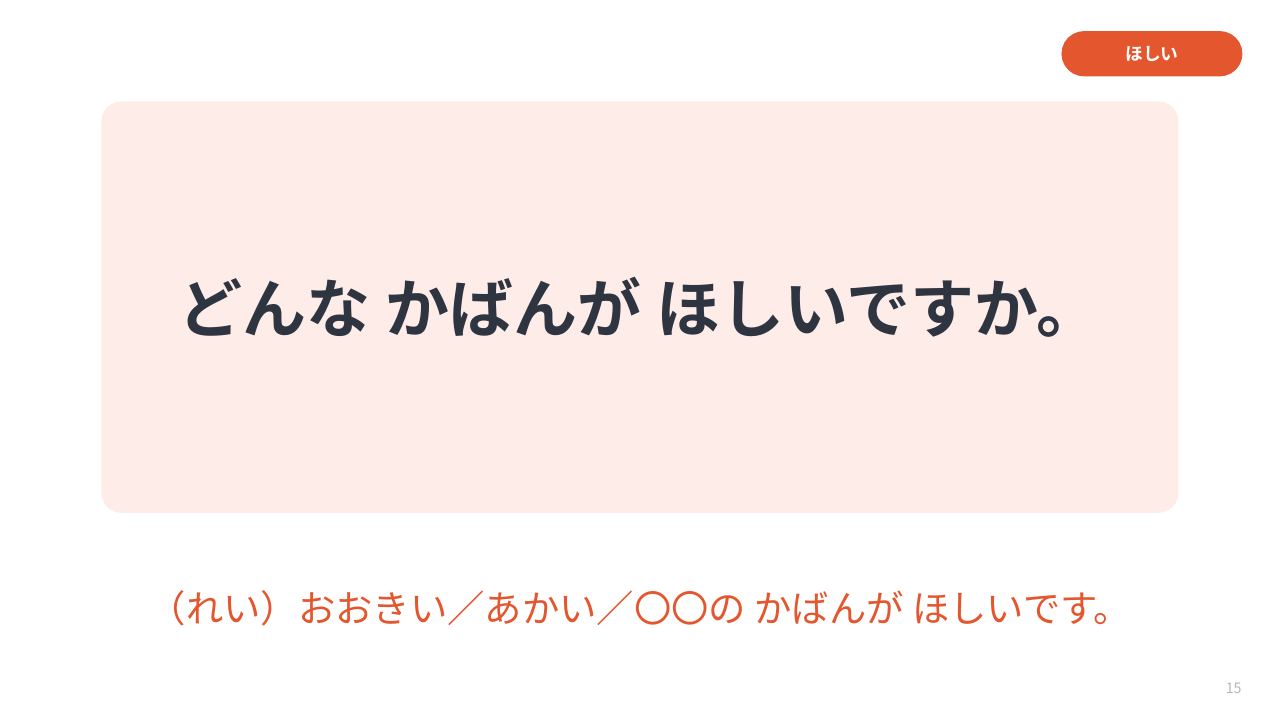 ほしい
どんな かばんが ほしいですか。
（れい）おおきい／あかい／〇〇の かばんが ほしいです。
15